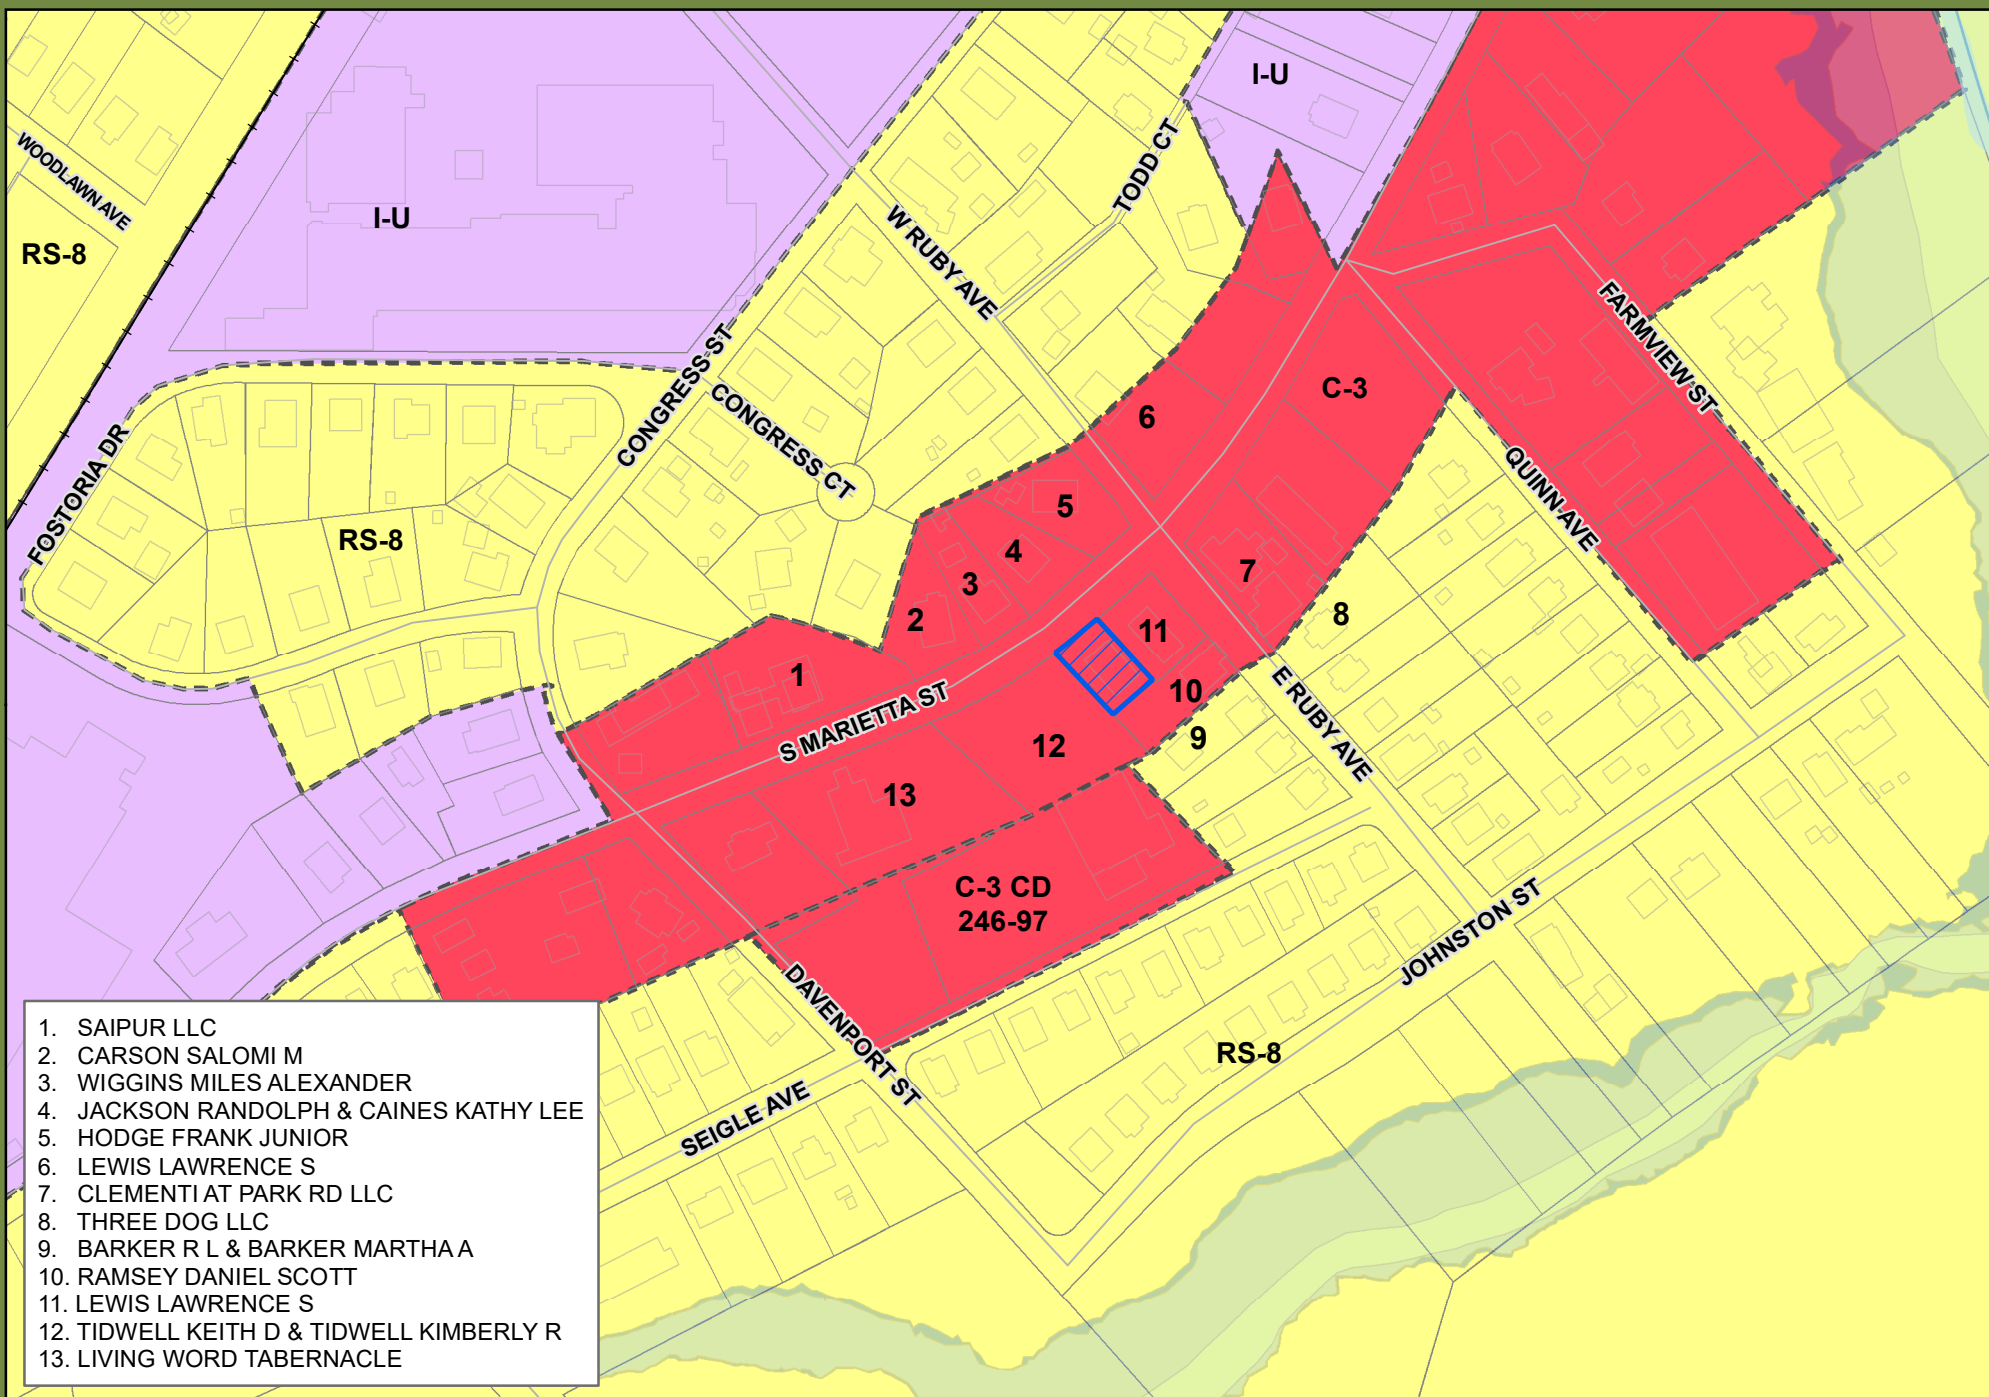 I-U
WOODLAWN AVE
TODD CT
I-U
RS-8
W RUBY AVE
FARMVIEW ST
CONGRESS ST
CONGRESS CT
C-3
6
FOSTORIA DR
QUINN AVE
5
RS-8
4
3
7
2
8
11
1
10
S MARIETTA ST
E RUBY AVE
9
12
13
C-3 CD
246-97
JOHNSTON ST
DAVENPORT ST
RS-8
SEIGLE AVE
1. SAIPUR LLC
2. CARSON SALOMI M
3. WIGGINS MILES ALEXANDER
4. JACKSON RANDOLPH & CAINES KATHY LEE
5. HODGE FRANK JUNIOR
6. LEWIS LAWRENCE S
7. CLEMENTI AT PARK RD LLC
8. THREE DOG LLC
9. BARKER R L & BARKER MARTHA A
10. RAMSEY DANIEL SCOTT
11. LEWIS LAWRENCE S
12. TIDWELL KEITH D & TIDWELL KIMBERLY R
13. LIVING WORD TABERNACLE